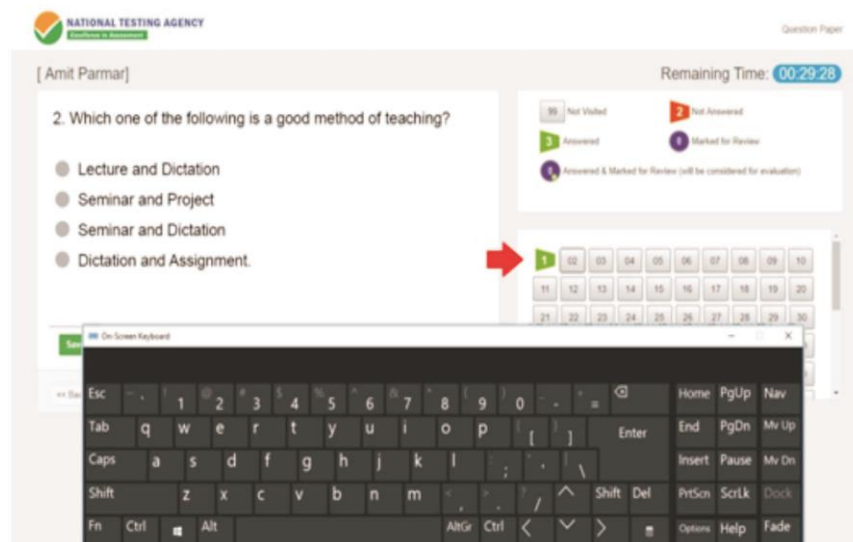 NATIONAL TESTING AGENCY
Excellence in Assessment
Question Paper
[ Amit Parmar]
Remaining Time: 00:29:28
2. Which one of the following is a good method of teaching?
Lecture and Dictation
Seminar and Project
Seminar and Dictation
Dictation and Assignment.
99 Not Visited
2 Not Answered
3 Answered
Marked for Review
Answered & Marked for Review (will be considered for evaluation)
1 02 03 04 05 06 07 08 09 10
11 12 13 14 15 16 17 18 19 20
21 22 23 24 25 26 27 28 29 30
On-Screen Keyboard
Esc 1 2 3 4 5 6 7 8 9 0 - = Home PgUp Nav
Tab q w e r t y u i o p [ ] Enter End PgDn Mv Up
Caps a s d f g h j k l ; ' \ Insert Pause Mv Dn
Shift z x c v b n m , . / Shift Del PrtScn ScrLk Dock
Fn Ctrl Alt AltGr Ctrl Options Help Fade